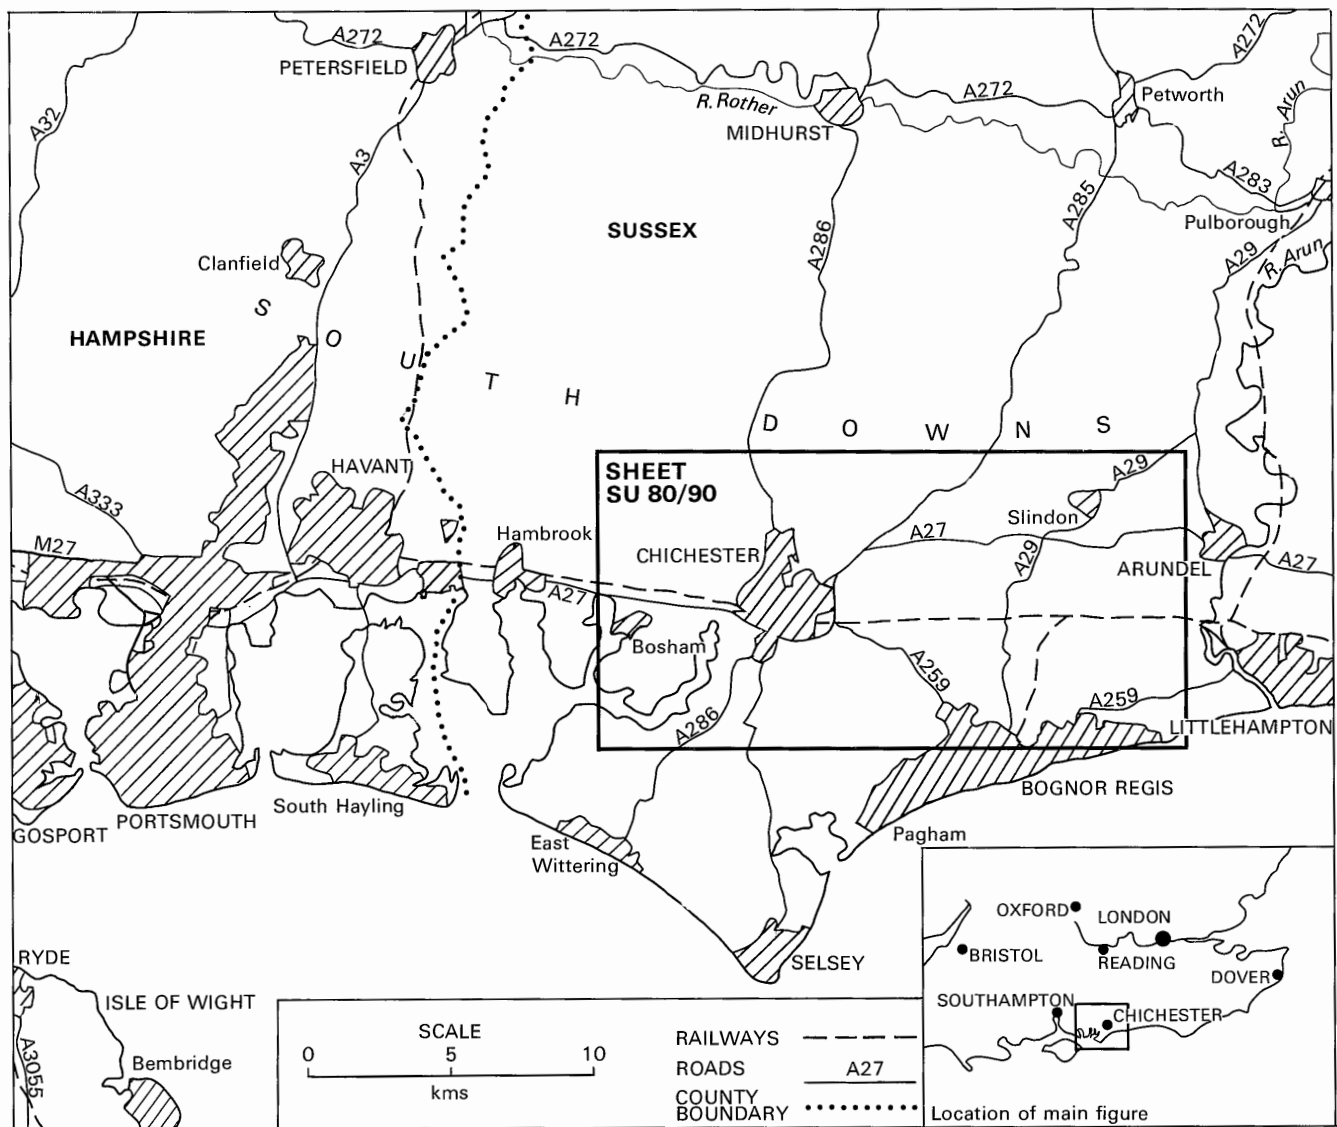 A272
A272
A272
PETERSFIELD
A272
Petworth
R. Rother
MIDHURST
R. Arun
A32
A3
A283
A285
Pulborough
SUSSEX
A286
A29
R. Arun
Clanfield
HAMPSHIRE
SOUTH DOWNS
HAVANT
SHEET
SU 80/90
A29
A333
Slindon
Hambrook
M27
CHICHESTER
A27
A29
ARUNDEL
A27
A27
Bosham
A259
A259
A286
LITTLEHAMPTON
BOGNOR REGIS
South Hayling
PORTSMOUTH
GOSPORT
Pagham
East
Wittering
SELSEY
RYDE
ISLE OF WIGHT
A3055
Bembridge
SCALE
0 5 10
kms
RAILWAYS
ROADS A27
COUNTY
BOUNDARY
OXFORD
LONDON
BRISTOL
READING
DOVER
SOUTHAMPTON
CHICHESTER
Location of main figure